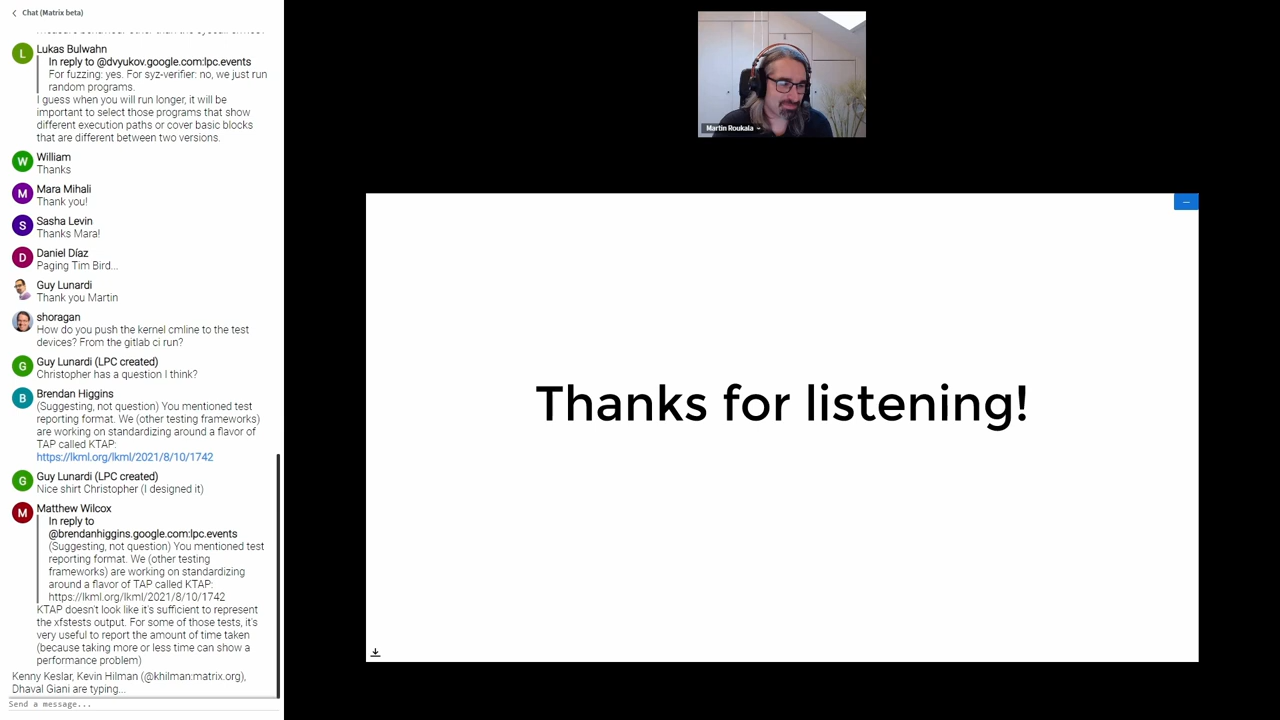 Chat (Matrix beta)
Lukas Bulwahn
In reply to @dvyukov.google.com:lpc.events
For fuzzing: yes. For syz-verifier: no, we just run
random programs.
I guess when you will run longer, it will be
important to select those programs that show
different execution paths or cover basic blocks
that are different between two versions.
W
William
Thanks
M
Mara Mihali
Thank you!
S
Sasha Levin
Thanks Mara!
D
Daniel Díaz
Paging Tim Bird...
Guy Lunardi
Thank you Martin
shoragan
How do you push the kernel cmline to the test
devices? From the gitlab ci run?
G
Guy Lunardi (LPC created)
Christopher has a question I think?
B
Brendan Higgins
(Suggesting, not question) You mentioned test
reporting format. We (other testing frameworks)
are working on standardizing around a flavor of
TAP called KTAP:
https://lkml.org/lkml/2021/8/10/1742
G
Guy Lunardi (LPC created)
Nice shirt Christopher (I designed it)
M
Matthew Wilcox
In reply to
@brendanhiggins.google.com:lpc.events
(Suggesting, not question) You mentioned test
reporting format. We (other testing
frameworks) are working on standardizing
around a flavor of TAP called KTAP:
https://lkml.org/lkml/2021/8/10/1742
KTAP doesn't look like it's sufficient to represent
the xfstests output. For some of those tests, it's
very useful to report the amount of time taken
(because taking more or less time can show a
performance problem)
Kenny Keslar, Kevin Hilman (@khilman:matrix.org),
Dhaval Giani are typing...
Send a message...
Martin Roukala
Thanks for listening!